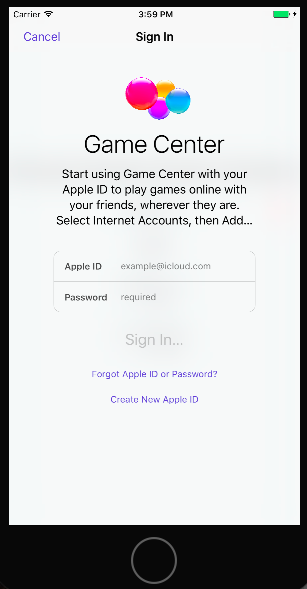 Carrier 3:59 PM
Cancel Sign In
Game Center
Start using Game Center with your
Apple ID to play games online with
your friends, wherever they are.
Select Internet Accounts, then Add...
Apple ID example@icloud.com
Password required
Sign In...
Forgot Apple ID or Password?
Create New Apple ID